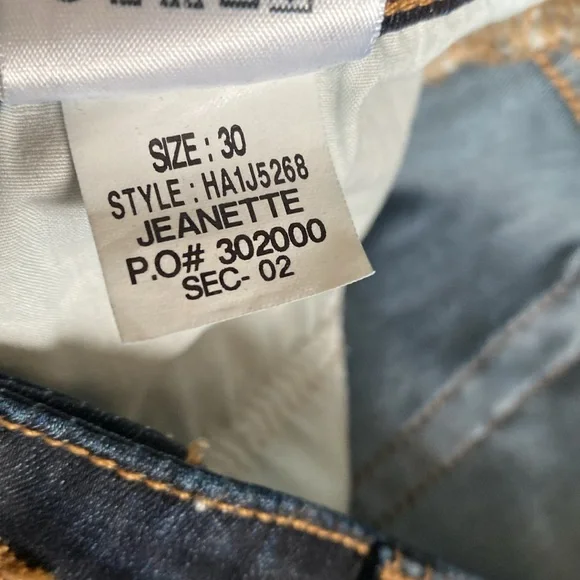 SIZE : 30
STYLE : HA1J5268
JEANETTE
P.O# 302000
SEC- 02